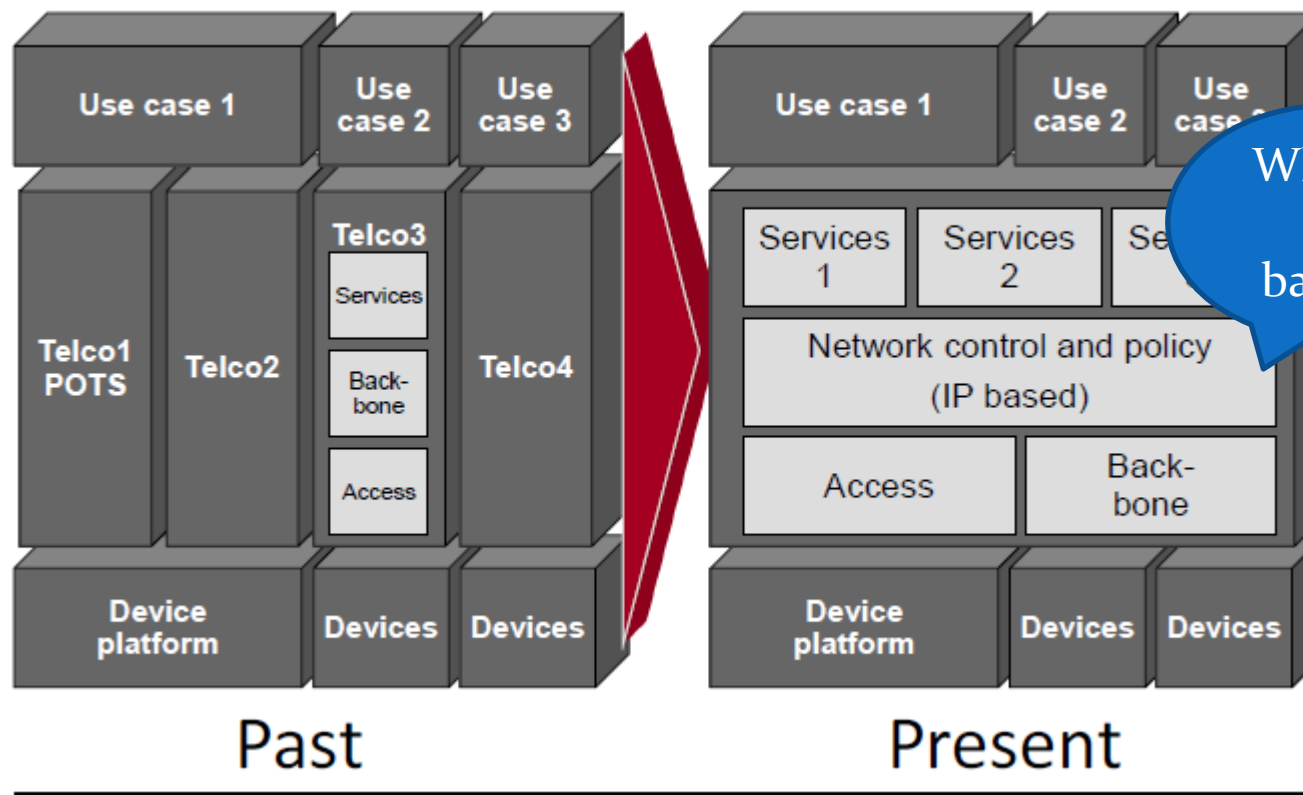 Use case 1
Use
case 2
Use
case 3
Telco1
POTS
Telco2
Telco3
Services
Back-
bone
Access
Telco4
Device
platform
Devices
Devices
Past
Use case 1
Use
case 2
Use
case
Services
1
Services
2
Network control and policy
(IP based)
Access
Back-
bone
Device
platform
Devices
Devices
Present